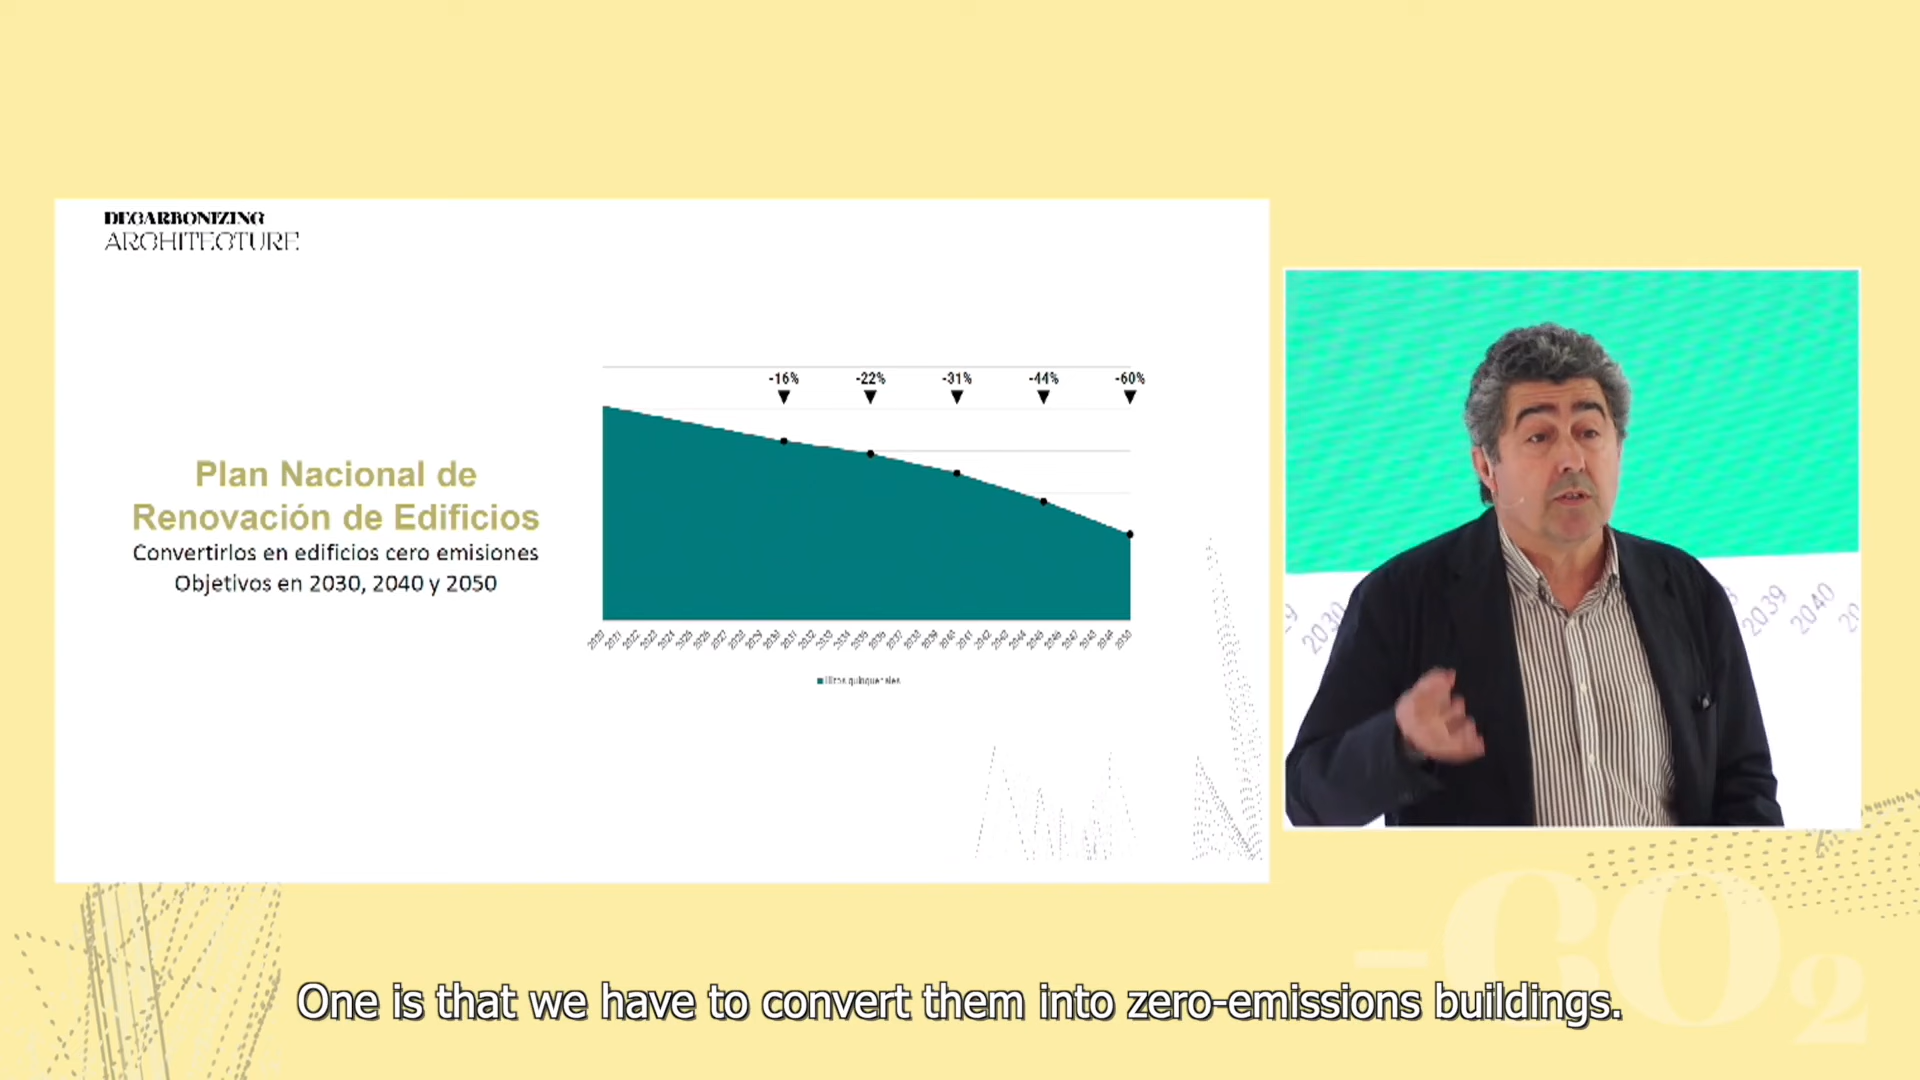 DECARBONIZING
ARCHITECTURE
-16% -22% -31% -44% -60%
Plan Nacional de
Renovación de Edificios
Convertirlos en edificios cero emisiones
Objetivos en 2030, 2040 y 2050
2030 2039 2040
-CO2
One is that we have to convert them into zero-emissions buildings.